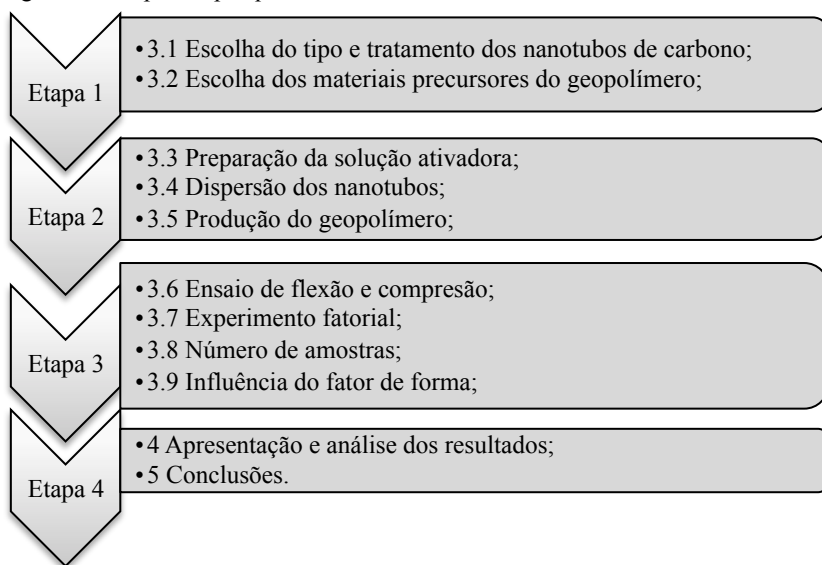 Etapa 1
•3.1 Escolha do tipo e tratamento dos nanotubos de carbono;
•3.2 Escolha dos materiais precursores do geopolímero;
Etapa 2
•3.3 Preparação da solução ativadora;
•3.4 Dispersão dos nanotubos;
•3.5 Produção do geopolímero;
Etapa 3
•3.6 Ensaio de flexão e compresão;
•3.7 Experimento fatorial;
•3.8 Número de amostras;
•3.9 Influência do fator de forma;
Etapa 4
•4 Apresentação e análise dos resultados;
•5 Conclusões.